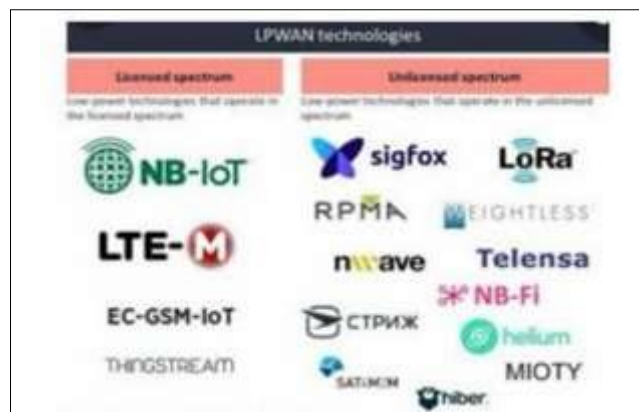 LPWAN technologies
Licensed spectrum
Low-power technologies that operate in
the licensed spectrum
NB-IoT
LTE-M
EC-GSM-IoT
THINGSTREAM
Unlicensed spectrum
Low-power technologies that operate in the unlicensed
spectrum
sigfox
LoRa
RPMA
WEIGHTLESS
nwave
Telensa
NB-Fi
СТРИЖ
helium
SAT4M2M
MIOTY
hiber